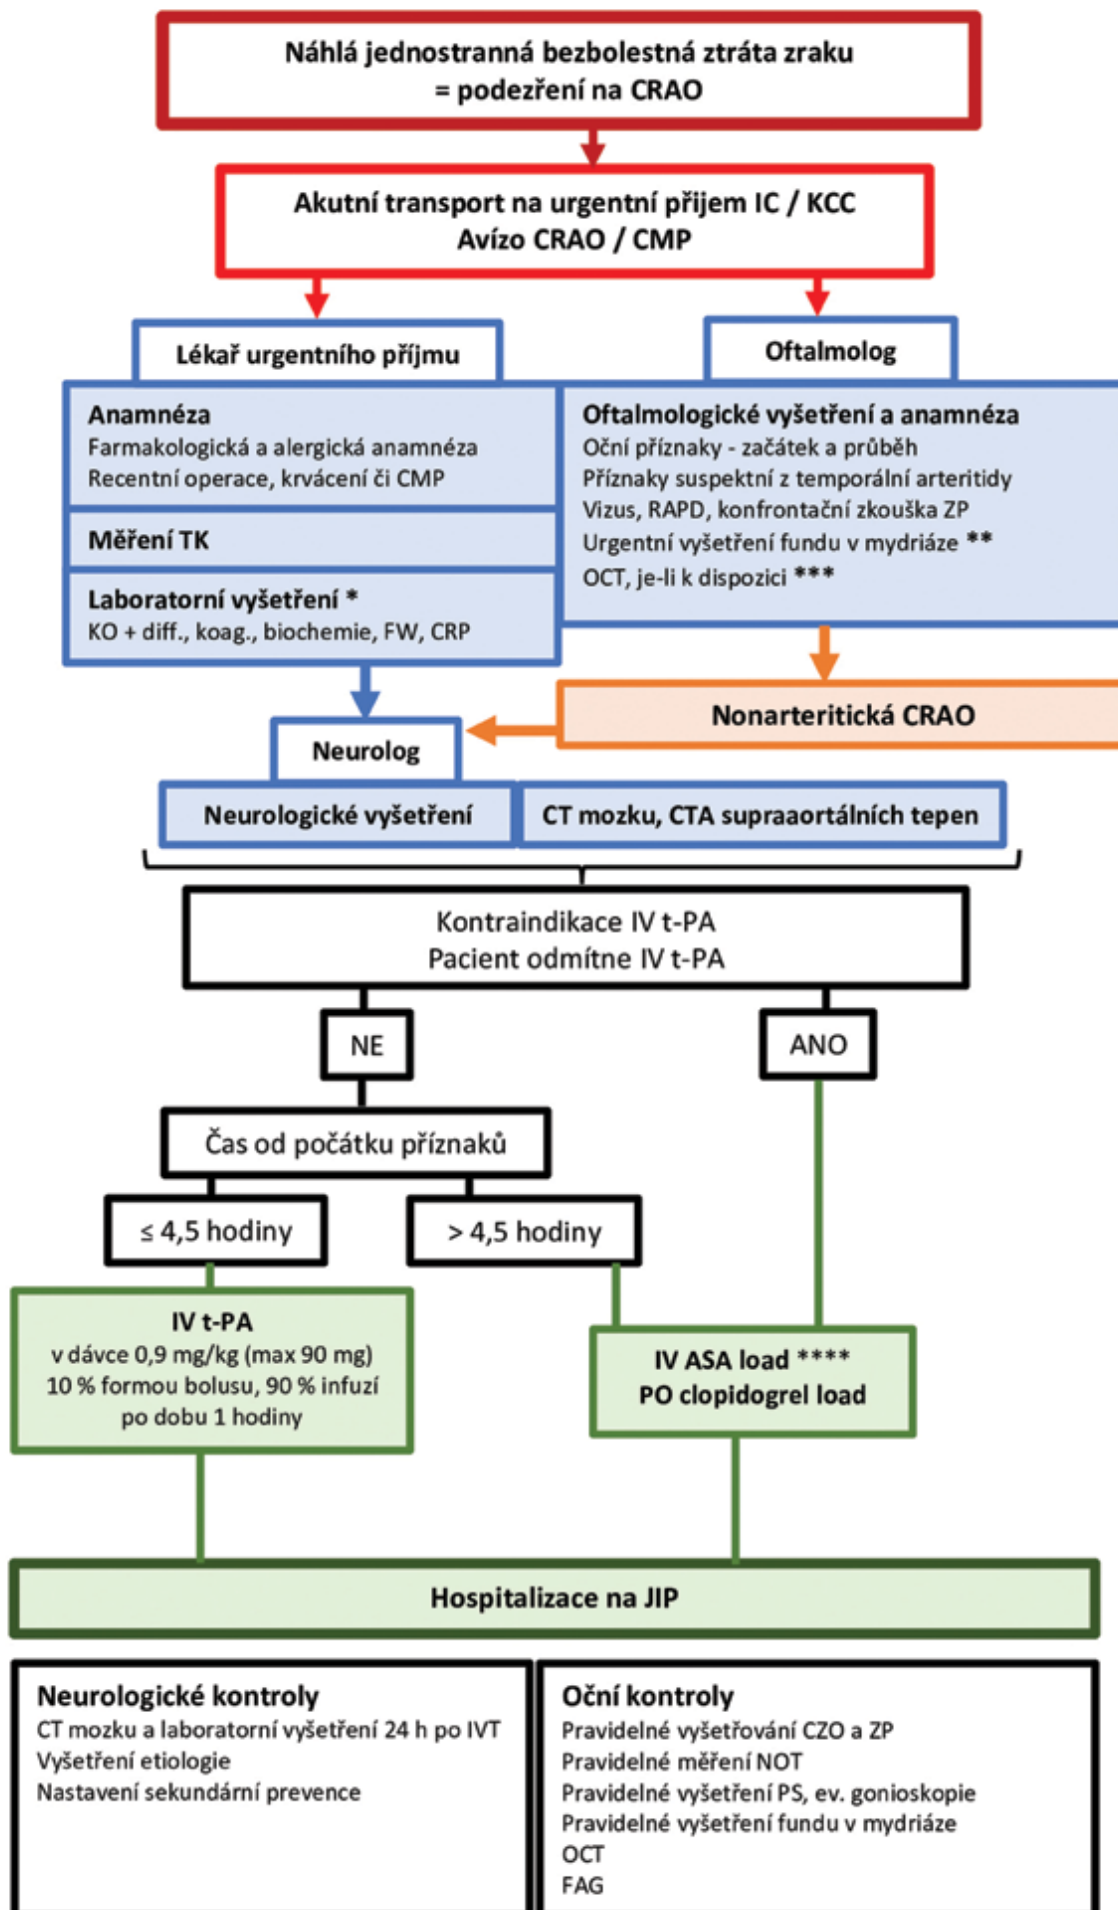 Náhlá jednostranná bezbolestná ztráta zraku
= podezření na CRAO
Akutní transport na urgentní přijem IC / KCC
Avízo CRAO / CMP
Lékař urgentního příjmu
Anamnéza
Farmakologická a alergická anamnéza
Recentní operace, krvácení či CMP
Měření TK
Laboratorní vyšetření *
KO + diff., koag., biochemie, FW, CRP
Oftalmolog
Oftalmologické vyšetření a anamnéza
Oční příznaky - začátek a průběh
Příznaky suspektní z temporální arteritidy
Vizus, RAPD, konfrontační zkouška ZP
Urgentní vyšetření fundu v mydriáze **
OCT, je-li k dispozici ***
Nonarteritická CRAO
Neurolog
Neurologické vyšetření
CT mozku, CTA supraaortálních tepen
Kontraindikace IV t-PA
Pacient odmítne IV t-PA
NE
ANO
Čas od počátku příznaků
≤ 4,5 hodiny
> 4,5 hodiny
IV t-PA
v dávce 0,9 mg/kg (max 90 mg)
10 % formou bolusu, 90 % infuzí
po dobu 1 hodiny
IV ASA load ****
PO clopidogrel load
Hospitalizace na JIP
Neurologické kontroly
CT mozku a laboratorní vyšetření 24 h po IVT
Vyšetření etiologie
Nastavení sekundární prevence
Oční kontroly
Pravidelné vyšetřování CZO a ZP
Pravidelné měření NOT
Pravidelné vyšetření PS, ev. gonioskopie
Pravidelné vyšetření fundu v mydriáze
OCT
FAG